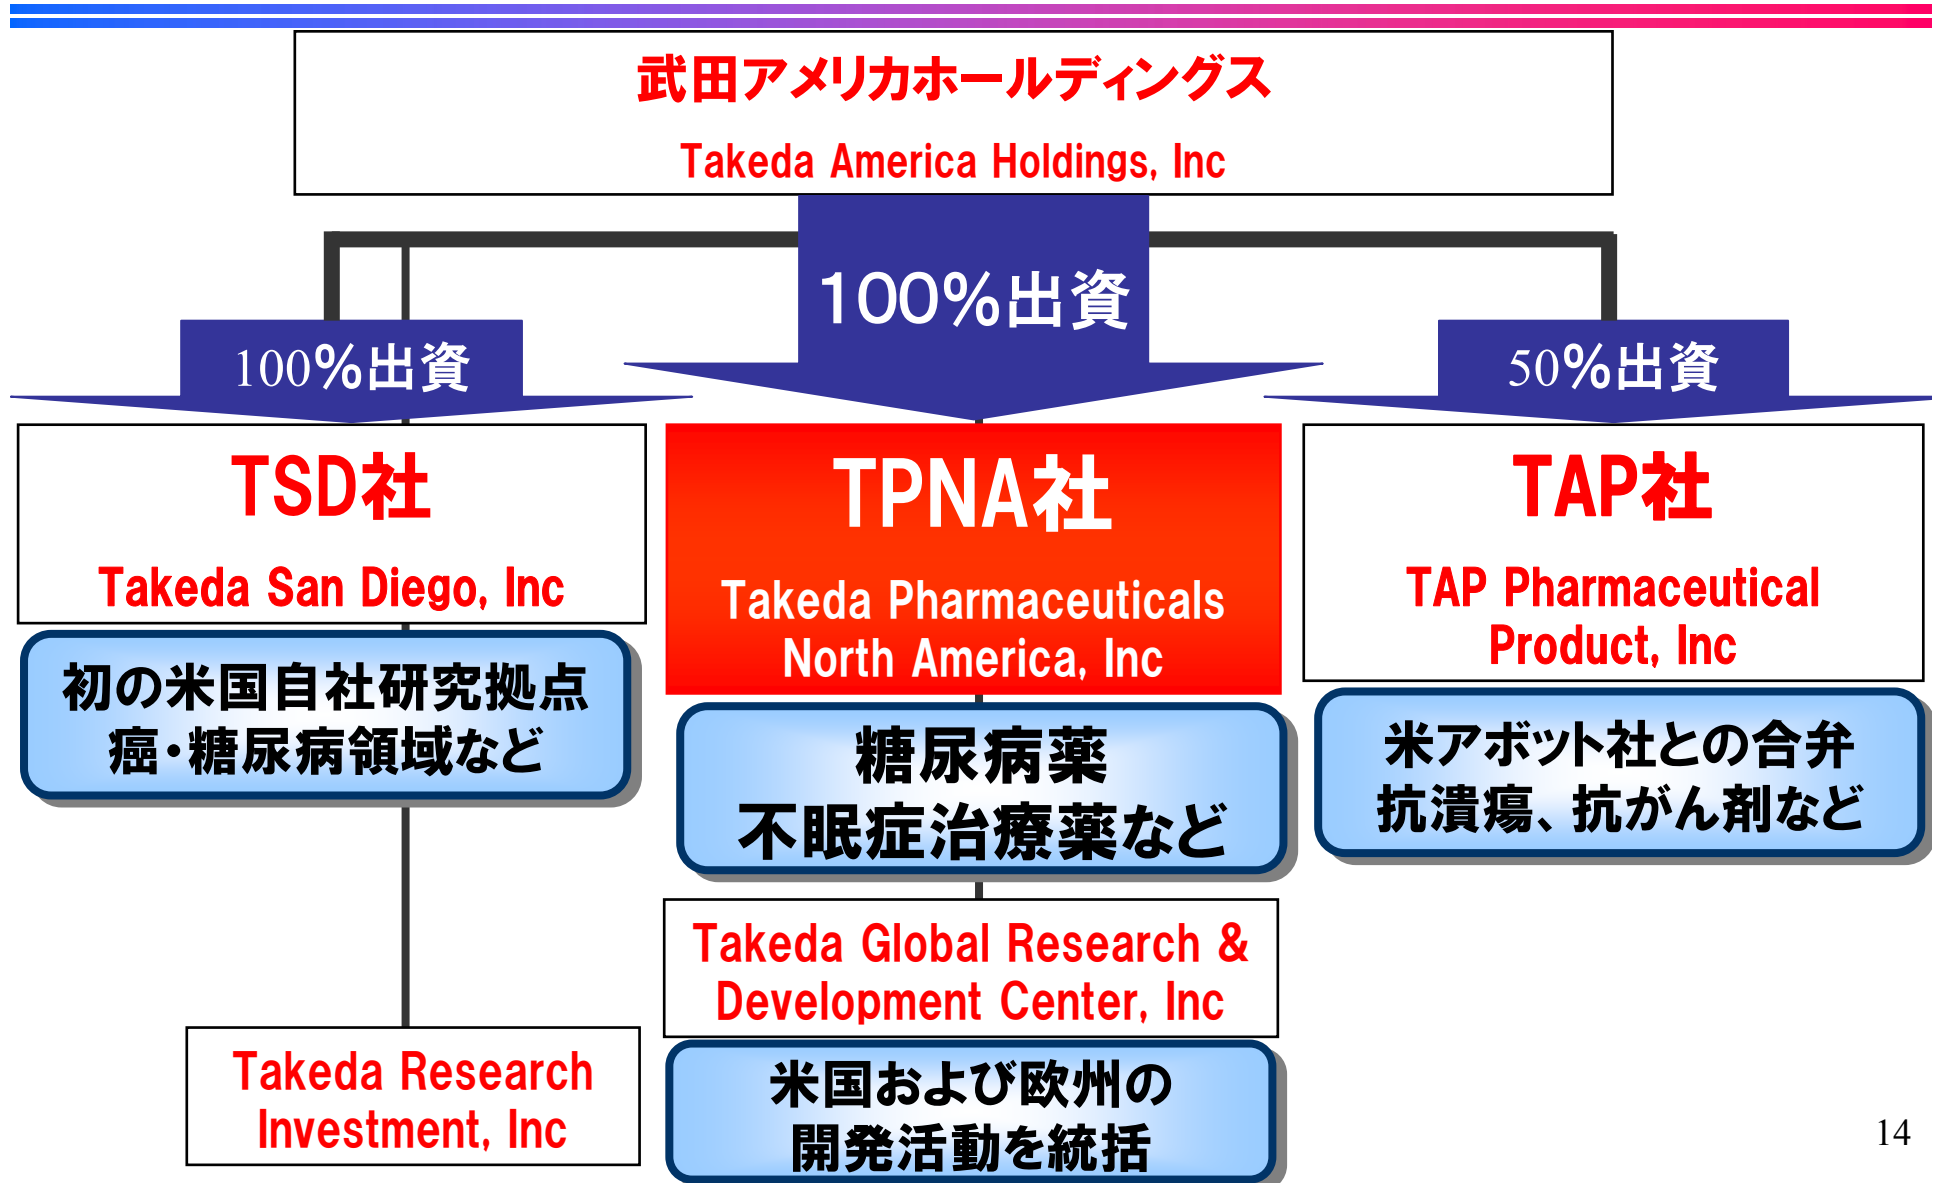 武田アメリカホールディングス
Takeda America Holdings, Inc
100%出資
100%出資
50%出資
TSD社
Takeda San Diego, Inc
初の米国自社研究拠点
癌・糖尿病領域など
TPNA社
Takeda Pharmaceuticals
North America, Inc
糖尿病薬
不眠症治療薬など
TAP社
TAP Pharmaceutical
Product, Inc
米アボット社との合弁
抗潰瘍、抗がん剤など
Takeda Global Research &
Development Center, Inc
米国および欧州の
開発活動を統括
Takeda Research
Investment, Inc
14